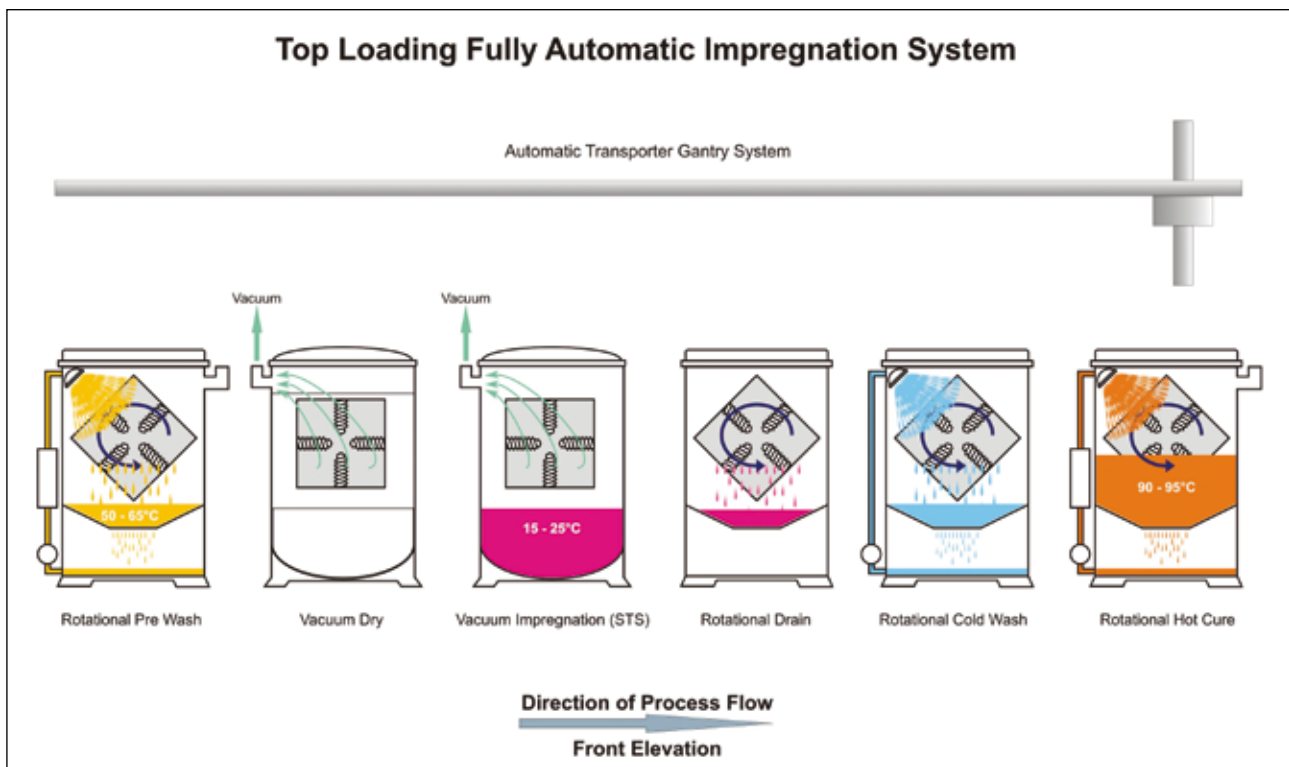 Top Loading Fully Automatic Impregnation System
Automatic Transporter Gantry System
Vacuum
Vacuum
50 - 65°C
15 - 25°C
90 - 95°C
Rotational Pre Wash
Vacuum Dry
Vacuum Impregnation (STS)
Rotational Drain
Rotational Cold Wash
Rotational Hot Cure
Direction of Process Flow
Front Elevation